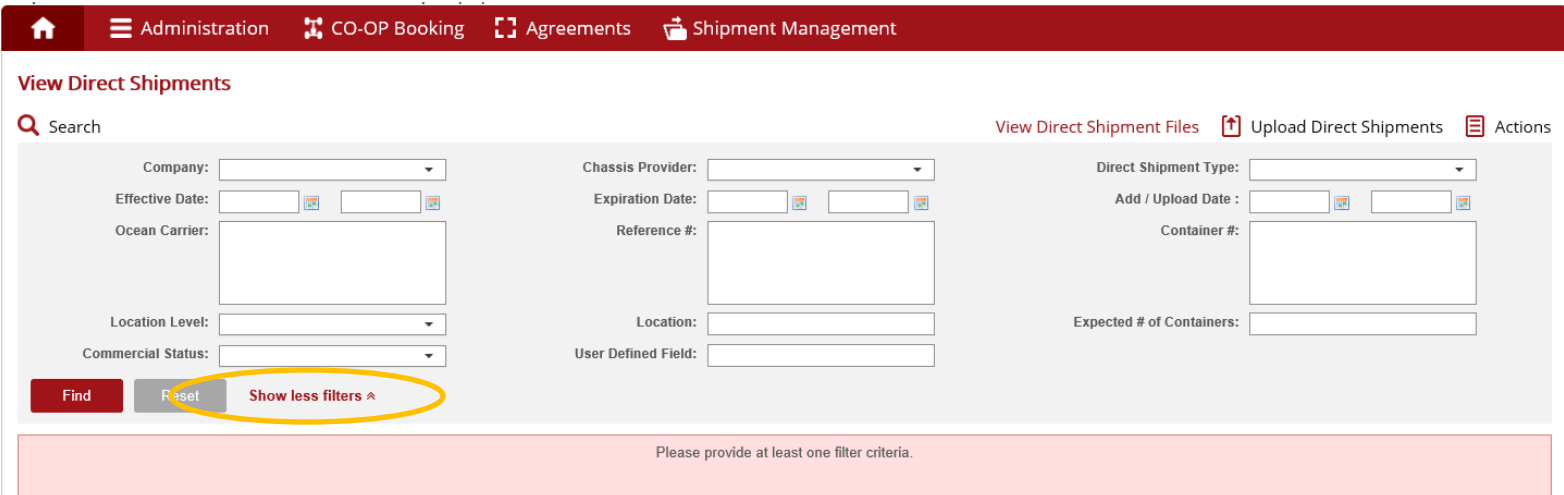 Administration CO-OP Booking Agreements Shipment Management
View Direct Shipments
Search View Direct Shipment Files Upload Direct Shipments Actions
Company: Chassis Provider: Direct Shipment Type:
Effective Date: Expiration Date: Add / Upload Date :
Ocean Carrier: Reference #: Container #:
Location Level: Location: Expected # of Containers:
Commercial Status: User Defined Field:
Find Reset Show less filters
Please provide at least one filter criteria.